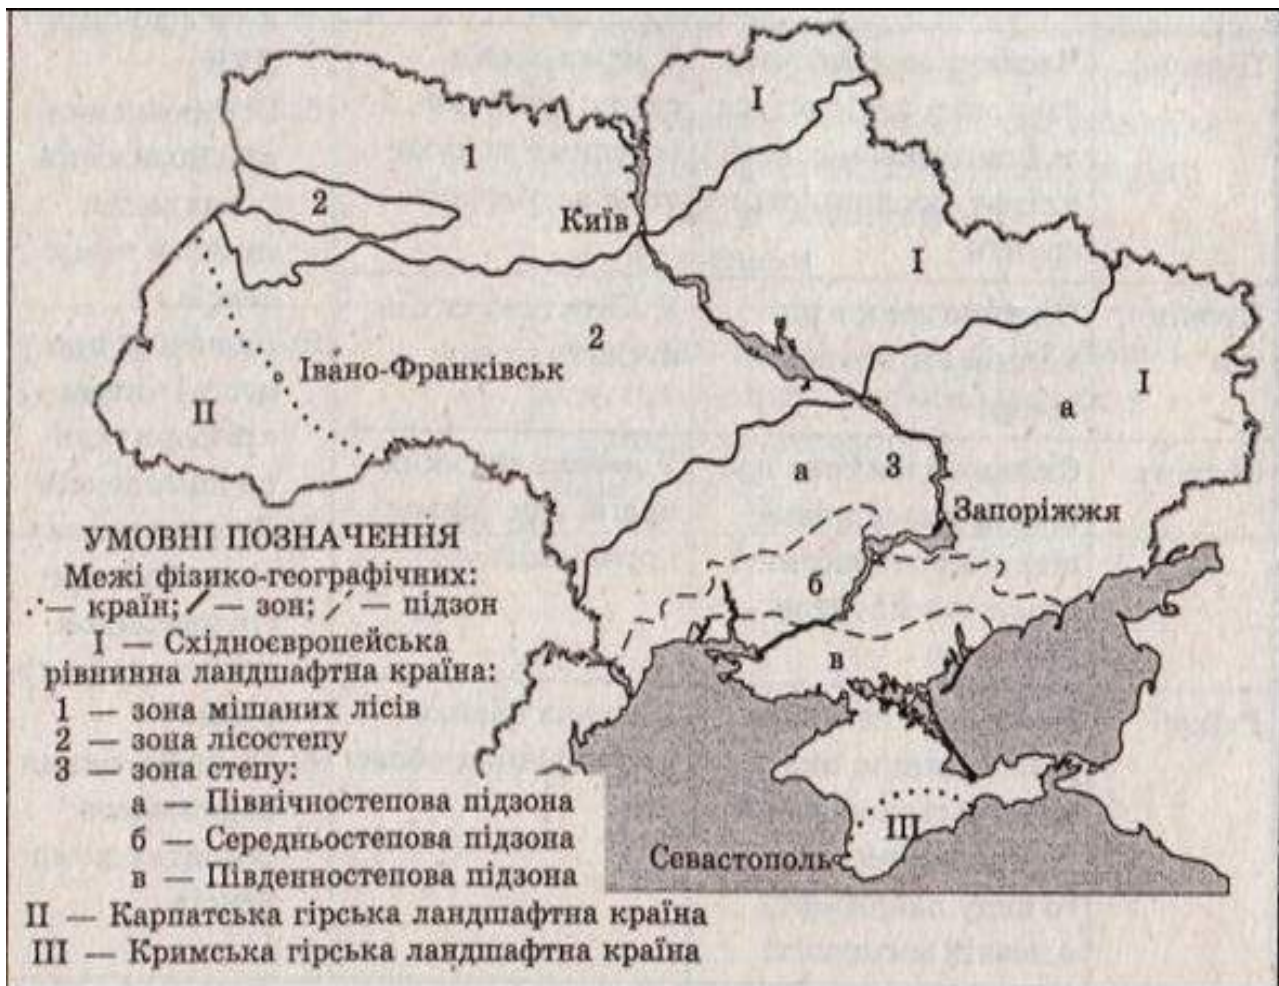 I
1
2
Київ
I
2
I
а
Івано-Франківськ
II
3
а
Запоріжжя
б
в
III
Севастополь
УМОВНІ ПОЗНАЧЕННЯ
Межі фізико-географічних:
— країн; — зон; — підзон
I — Східноєвропейська
рівнинна ландшафтна країна:
1 — зона мішаних лісів
2 — зона лісостепу
3 — зона степу:
а — Північностепова підзона
б — Середньостепова підзона
в — Південностепова підзона
II — Карпатська гірська ландшафтна країна
III — Кримська гірська ландшафтна країна